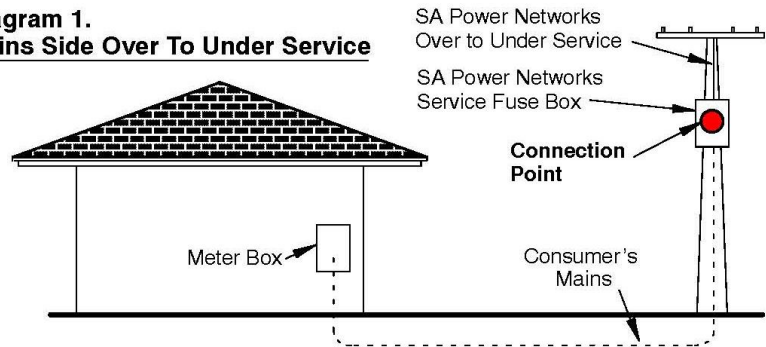 agram 1.
ins Side Over To Under Service
SA Power Networks
Over to Under Service
SA Power Networks
Service Fuse Box
Connection
Point
Meter Box
Consumer's
Mains